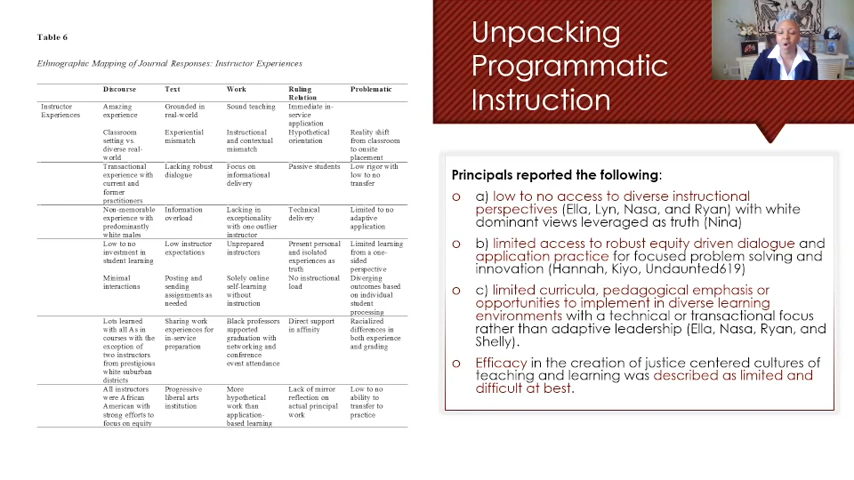 Table 6
Ethnographic Mapping of Journal Responses: Instructor Experiences
Discourse Text Work Ruling Relation Problematic
Instructor Experiences
Amazing experience
Grounded in real-world
Sound teaching
Immediate in-service application
Classroom setting vs. diverse real-world
Experiential mismatch
Instructional and contextual mismatch
Hypothetical orientation
Reality shift from classroom to onsite placement
Transactional experience with current and former practitioners
Lacking robust dialogue
Focus on informational delivery
Passive students
Low rigor with low to no transfer
Non-memorable experience with predominantly white males
Information overload
Lacking in exceptionality with one outlier instructor
Technical delivery
Limited to no adaptive application
Low to no investment in student learning
Low instructor expectations
Unprepared instructors
Present personal and isolated experiences as truth
Limited learning from a one-sided perspective
Minimal interactions
Posting and sending assignments as needed
Solely online self-learning without instruction
No instructional load
Diverging outcomes based on individual student processing
Lots learned with all As in courses with the exception of two instructors from prestigious white suburban districts
Sharing work experiences for in-service preparation
Black professors supported graduation with networking and conference event attendance
Direct support in affinity
Racialized differences in both experience and grading
All instructors were African American with strong efforts to focus on equity
Progressive liberal arts institution
More hypothetical work than application-based learning
Lack of mirror reflection on actual principal work
Low to no ability to transfer to practice
Unpacking
Programmatic
Instruction
Principals reported the following:
o a) low to no access to diverse instructional
perspectives (Ella, Lyn, Nasa, and Ryan) with white
dominant views leveraged as truth (Nina)
o b) limited access to robust equity driven dialogue and
application practice for focused problem solving and
innovation (Hannah, Kiyo, Undaunted619)
o c) limited curricula, pedagogical emphasis or
opportunities to implement in diverse learning
environments with a technical or transactional focus
rather than adaptive leadership (Ella, Nasa, Ryan, and
Shelly).
o Efficacy in the creation of justice centered cultures of
teaching and learning was described as limited and
difficult at best.